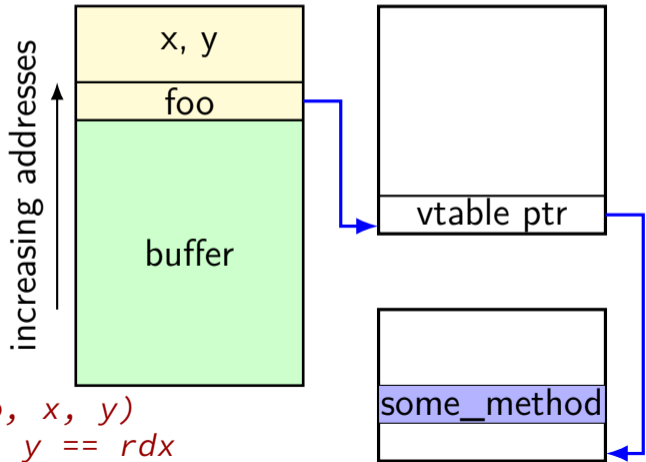 increasing addresses
x, y
foo
buffer
vtable ptr
some_method
, x, y)
y == rdx